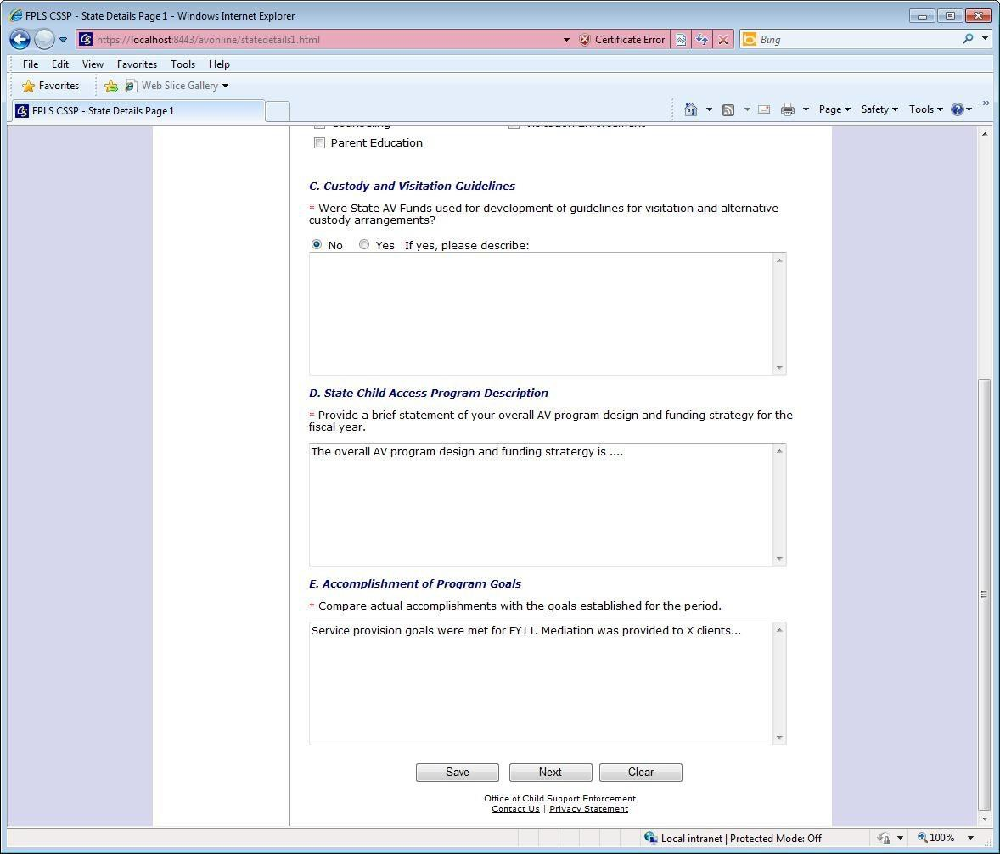 FPLS CSSP - State Details Page 1 - Windows Internet Explorer
https://localhost:8443/avonline/statedetails1.html
Certificate Error
Bing
File Edit View Favorites Tools Help
Favorites
Web Slice Gallery
FPLS CSSP - State Details Page 1
Page Safety Tools
Parent Education
C. Custody and Visitation Guidelines
* Were State AV Funds used for development of guidelines for visitation and alternative
custody arrangements?
No Yes If yes, please describe:
D. State Child Access Program Description
* Provide a brief statement of your overall AV program design and funding strategy for the
fiscal year.
The overall AV program design and funding stratergy is ....
E. Accomplishment of Program Goals
* Compare actual accomplishments with the goals established for the period.
Service provision goals were met for FY11. Mediation was provided to X clients...
Save Next Clear
Office of Child Support Enforcement
Contact Us | Privacy Statement
Local intranet | Protected Mode: Off
100%